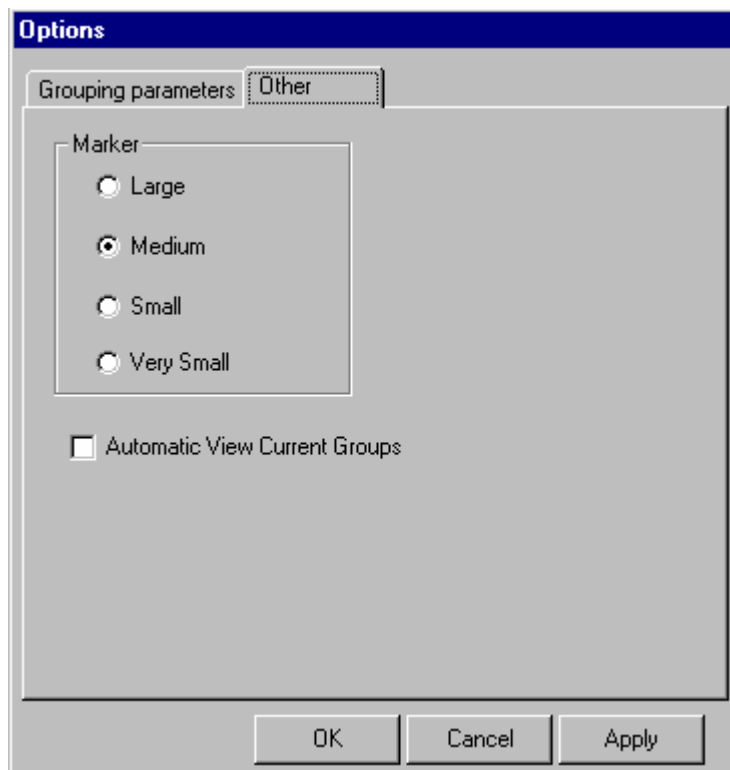 Options
Grouping parameters Other
Marker
Large
Medium
Small
Very Small
Automatic View Current Groups
OK Cancel Apply